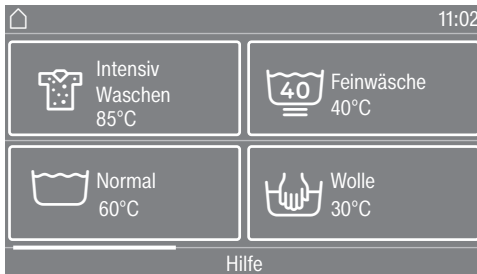 11:02
Intensiv
Waschen
85°C
40
Feinwäsche
40°C
Normal
60°C
Wolle
30°C
Hilfe